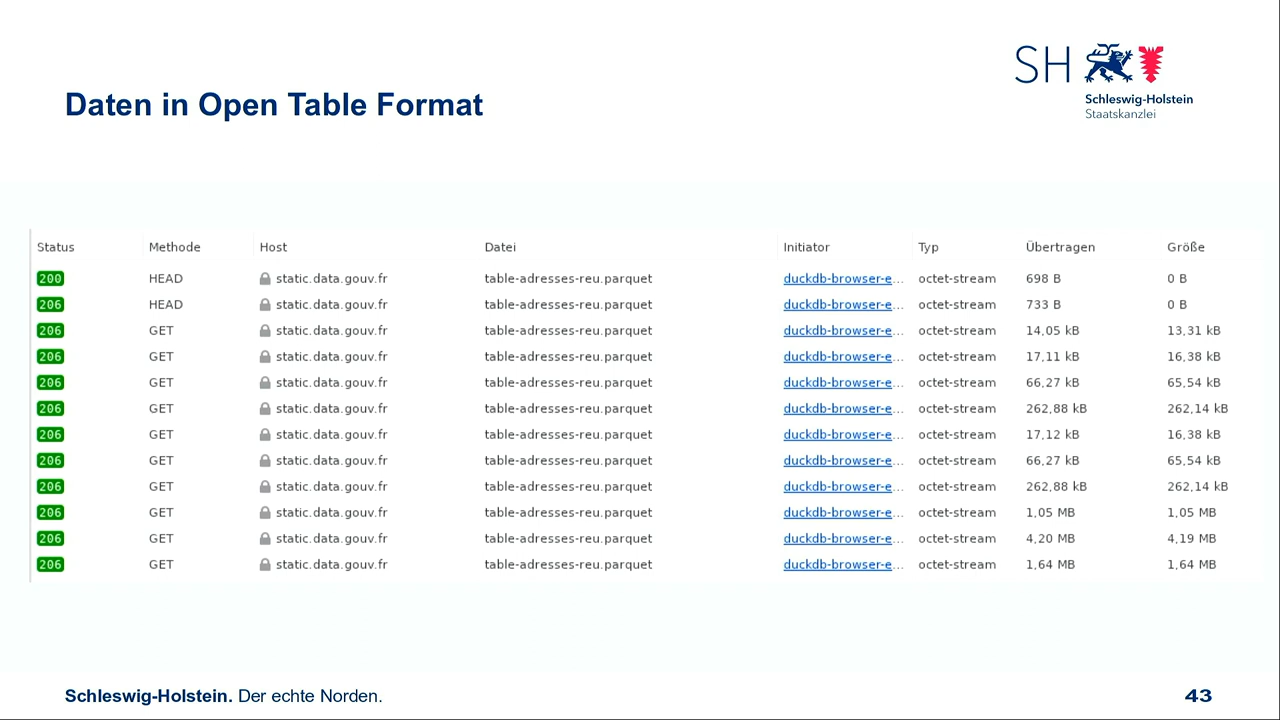 SH
Schleswig-Holstein
Staatskanzlei
Daten in Open Table Format
Status Methode Host Datei Initiator Typ Übertragen Größe
200 HEAD static.data.gouv.fr table-adresses-reu.parquet duckdb-browser-e... octet-stream 698 B 0 B
206 HEAD static.data.gouv.fr table-adresses-reu.parquet duckdb-browser-e... octet-stream 733 B 0 B
206 GET static.data.gouv.fr table-adresses-reu.parquet duckdb-browser-e... octet-stream 14,05 kB 13,31 kB
206 GET static.data.gouv.fr table-adresses-reu.parquet duckdb-browser-e... octet-stream 17,11 kB 16,38 kB
206 GET static.data.gouv.fr table-adresses-reu.parquet duckdb-browser-e... octet-stream 66,27 kB 65,54 kB
206 GET static.data.gouv.fr table-adresses-reu.parquet duckdb-browser-e... octet-stream 262,88 kB 262,14 kB
206 GET static.data.gouv.fr table-adresses-reu.parquet duckdb-browser-e... octet-stream 17,12 kB 16,38 kB
206 GET static.data.gouv.fr table-adresses-reu.parquet duckdb-browser-e... octet-stream 66,27 kB 65,54 kB
206 GET static.data.gouv.fr table-adresses-reu.parquet duckdb-browser-e... octet-stream 262,88 kB 262,14 kB
206 GET static.data.gouv.fr table-adresses-reu.parquet duckdb-browser-e... octet-stream 1,05 MB 1,05 MB
206 GET static.data.gouv.fr table-adresses-reu.parquet duckdb-browser-e... octet-stream 4,20 MB 4,19 MB
206 GET static.data.gouv.fr table-adresses-reu.parquet duckdb-browser-e... octet-stream 1,64 MB 1,64 MB
Schleswig-Holstein. Der echte Norden. 43